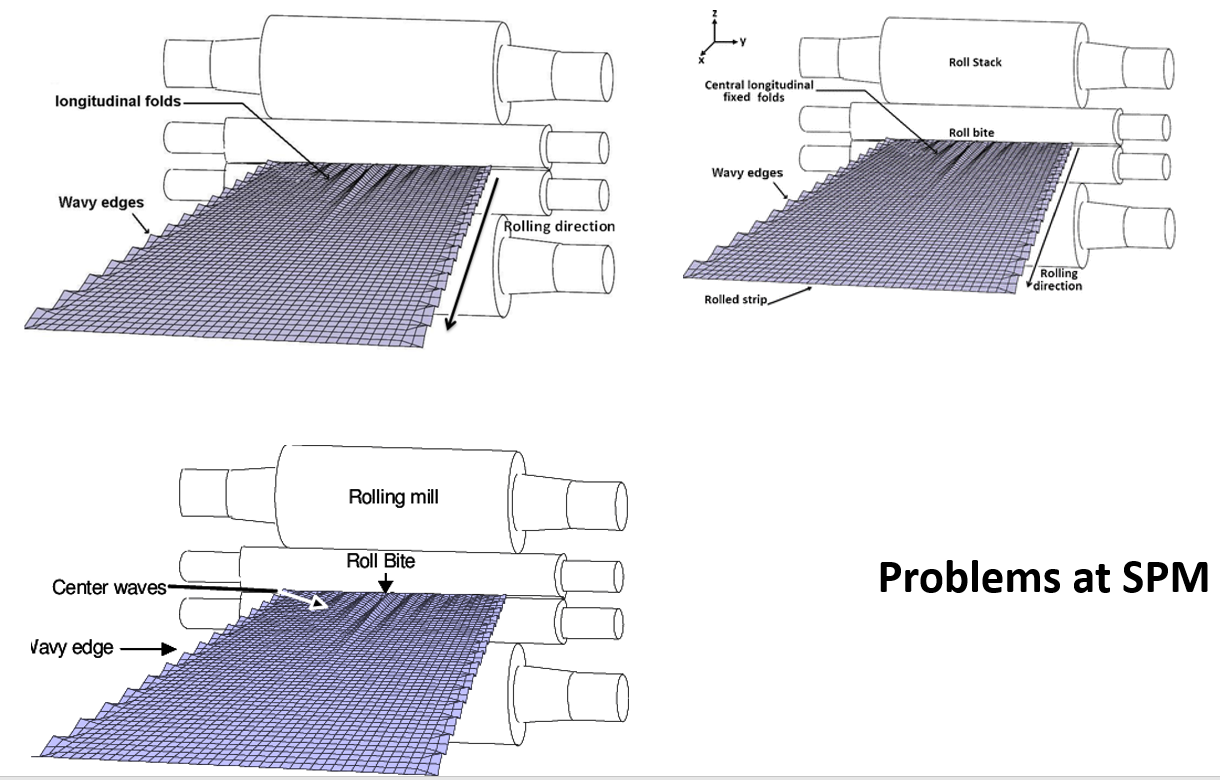 longitudinal folds
Wavy edges
Rolling direction
z
y
x
Roll Stack
Central longitudinal
fixed folds
Roll bite
Wavy edges
Rolling
direction
Rolled strip
Rolling mill
Roll Bite
Center waves
Wavy edge
Problems at SPM